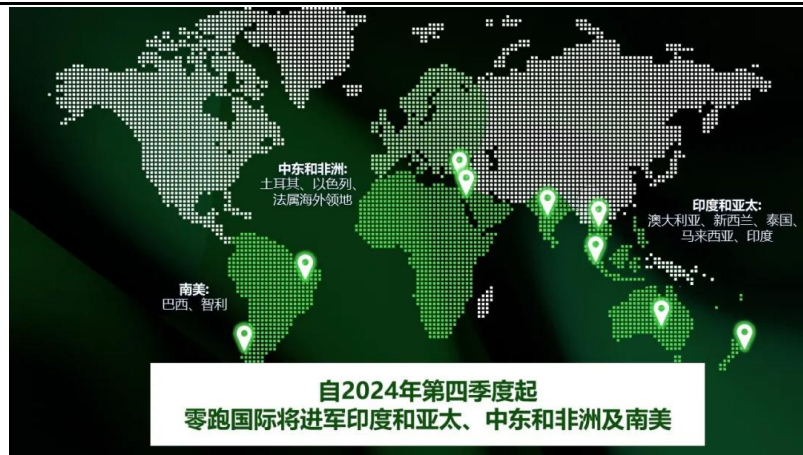 中东和非洲:
土耳其、以色列、
法属海外领地
印度和亚太:
澳大利亚、新西兰、泰国、
马来西亚、印度
南美:
巴西、智利
自2024年第四季度起
零跑国际将进军印度和亚太、中东和非洲及南美